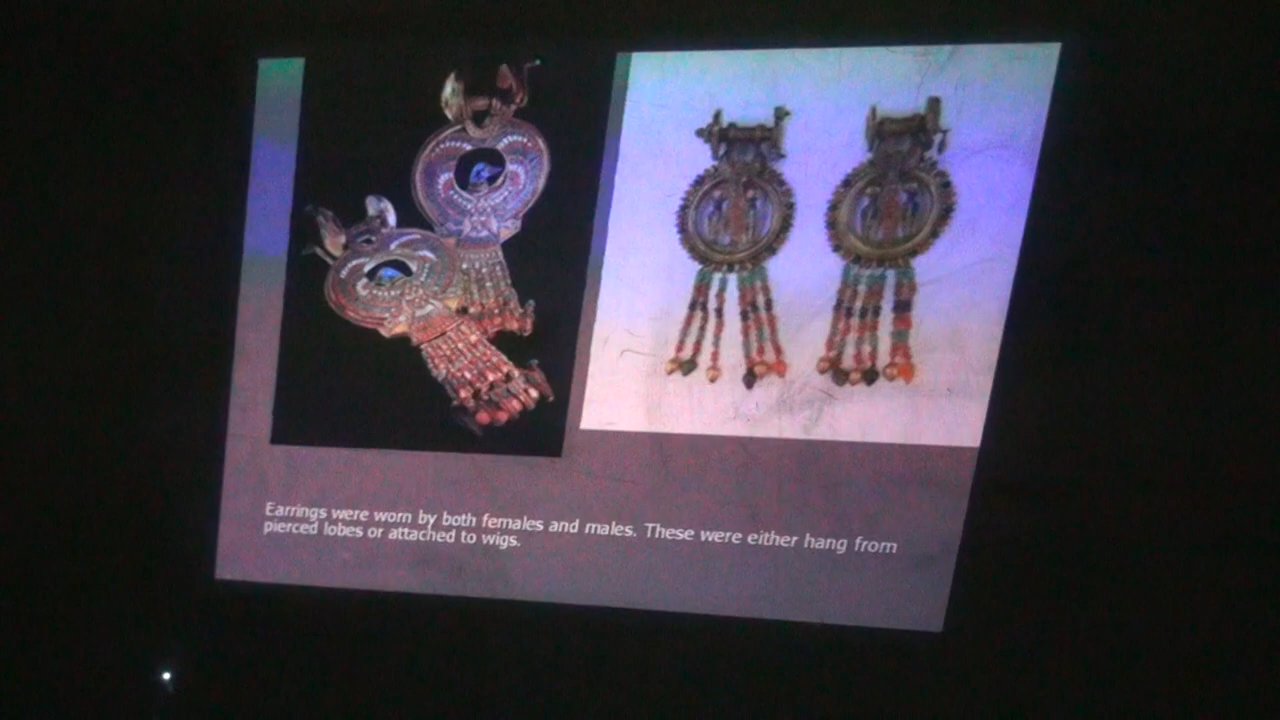 Earrings were worn by both females and males. These were either hang from
pierced lobes or attached to wigs.